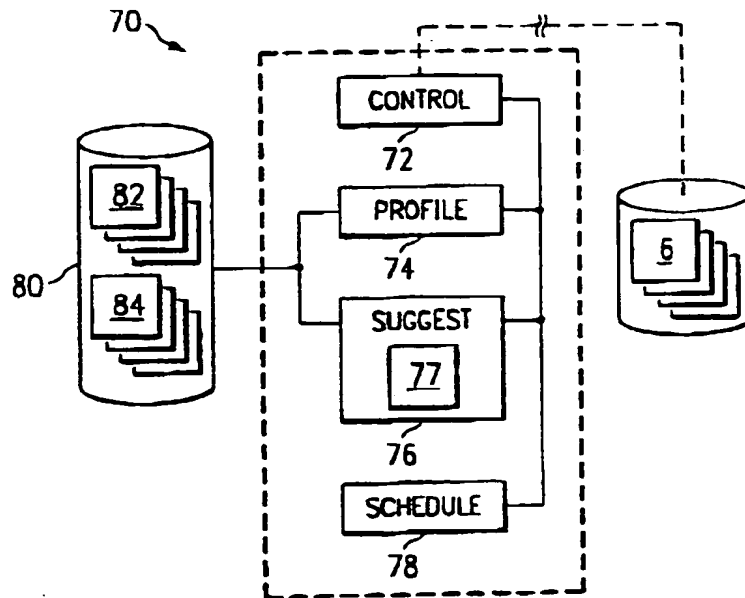 70
CONTROL
72
82
PROFILE
74
6
80
84
SUGGEST
77
76
SCHEDULE
78